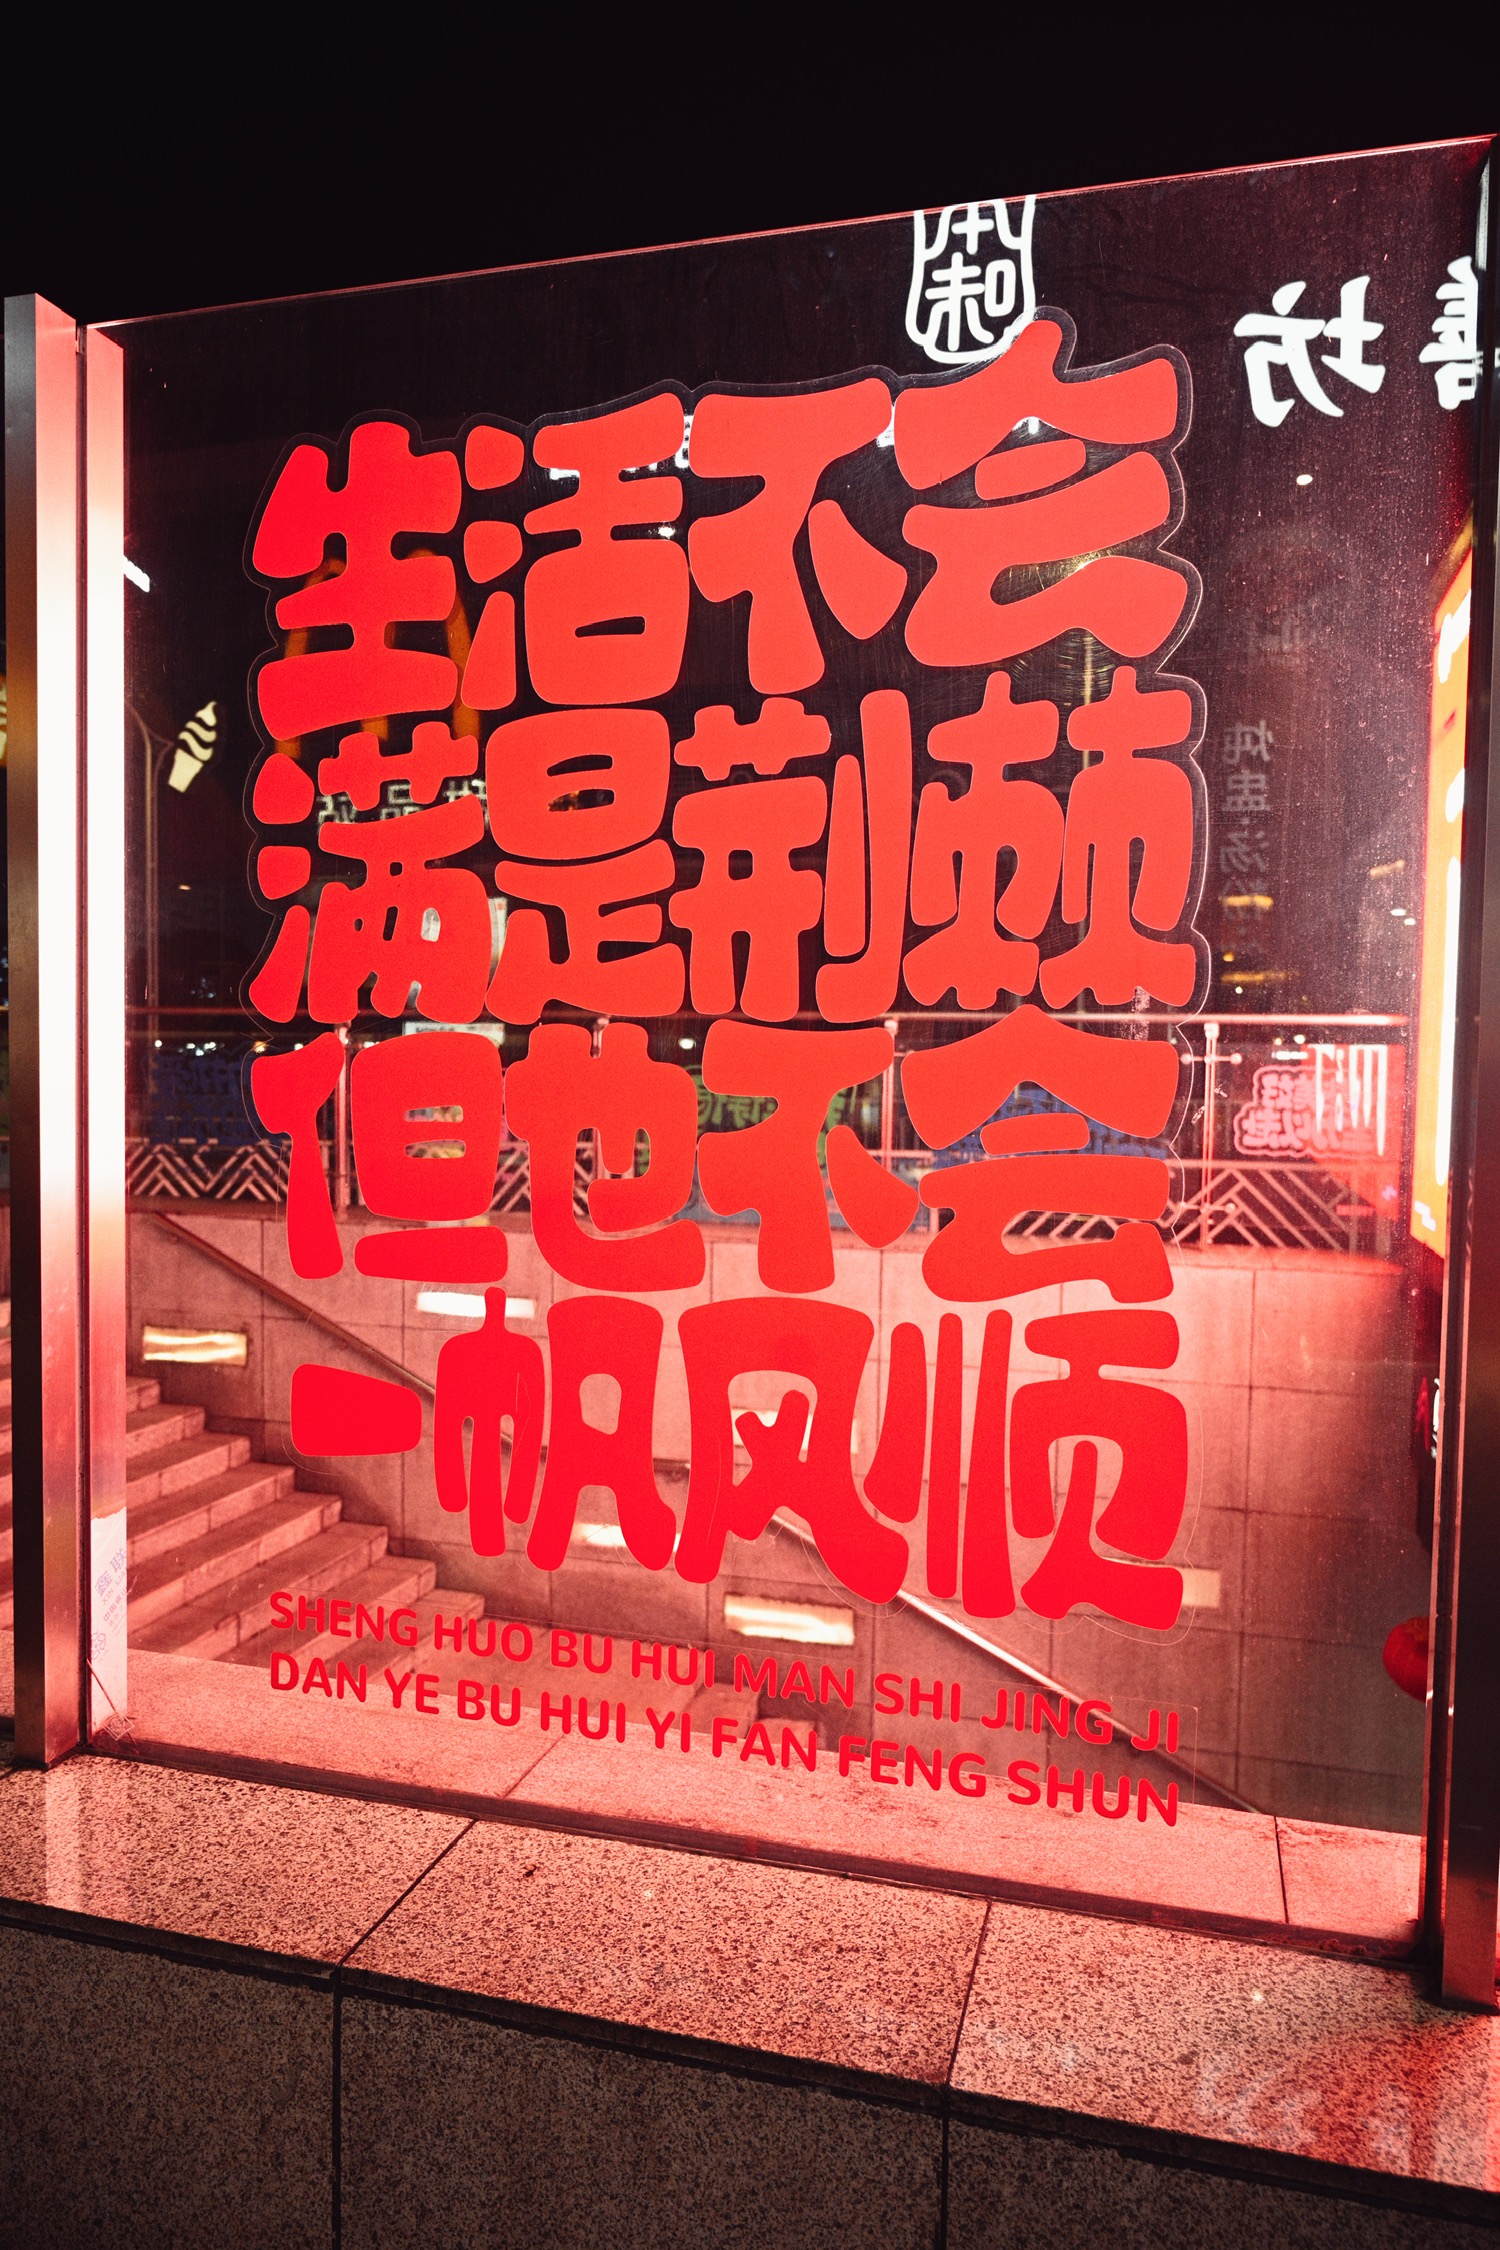 坊
生活不会
满是荆棘
但也不会
一帆风顺
SHENG HUO BU HUI MAN SHI JING JI
DAN YE BU HUI YI FAN FENG SHUN